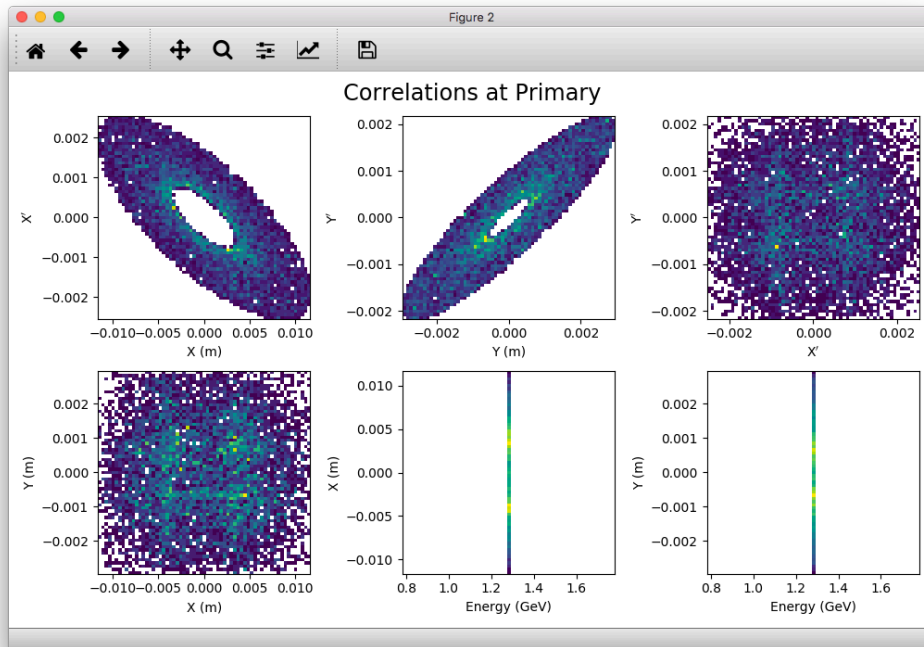 Figure 2
Correlations at Primary
0.002
0.001
0.000
−0.001
−0.002
X′
−0.010 −0.005 0.000 0.005 0.010
X (m)
0.002
0.001
0.000
−0.001
−0.002
Y′
−0.002 0.000 0.002
Y (m)
0.002
0.001
0.000
−0.001
−0.002
Y′
−0.002 0.000 0.002
X′
0.002
0.001
0.000
−0.001
−0.002
Y (m)
−0.010 −0.005 0.000 0.005 0.010
X (m)
0.010
0.005
0.000
−0.005
−0.010
X (m)
0.8 1.0 1.2 1.4 1.6
Energy (GeV)
0.002
0.001
0.000
−0.001
−0.002
Y (m)
0.8 1.0 1.2 1.4 1.6
Energy (GeV)